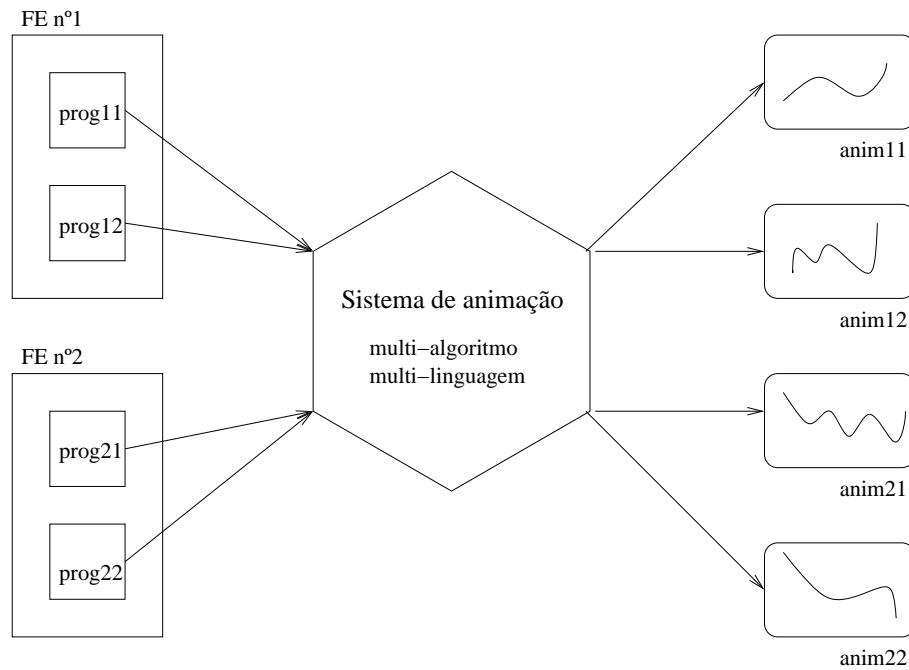 FE nº1
prog11
prog12
FE nº2
prog21
prog22
Sistema de animação
multi−algoritmo
multi−linguagem
anim11
anim12
anim21
anim22